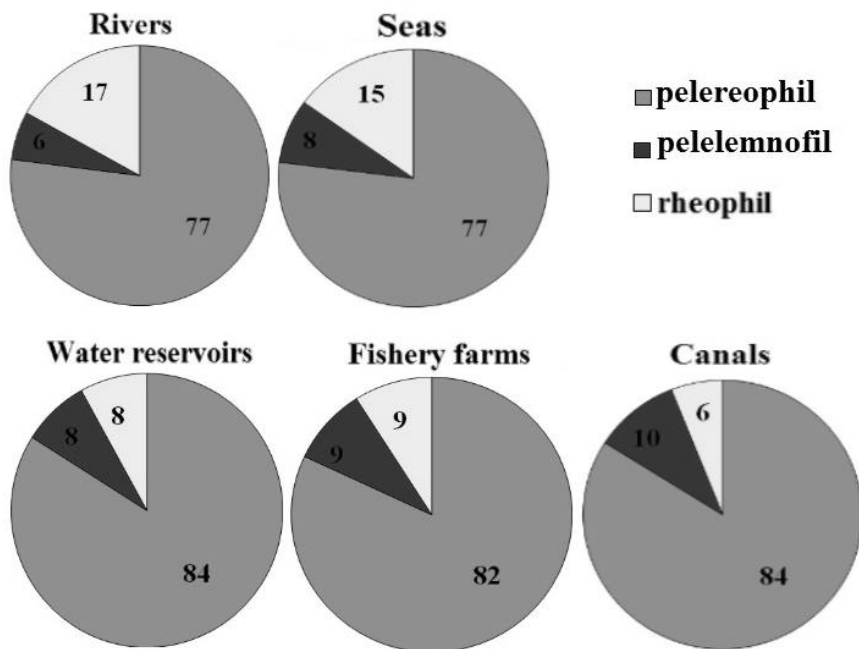 Rivers
17
6
77
Seas
15
8
77
pelereophil
pelelemnofil
rheophil
Water reservoirs
8
8
84
Fishery farms
9
9
82
Canals
10
6
84